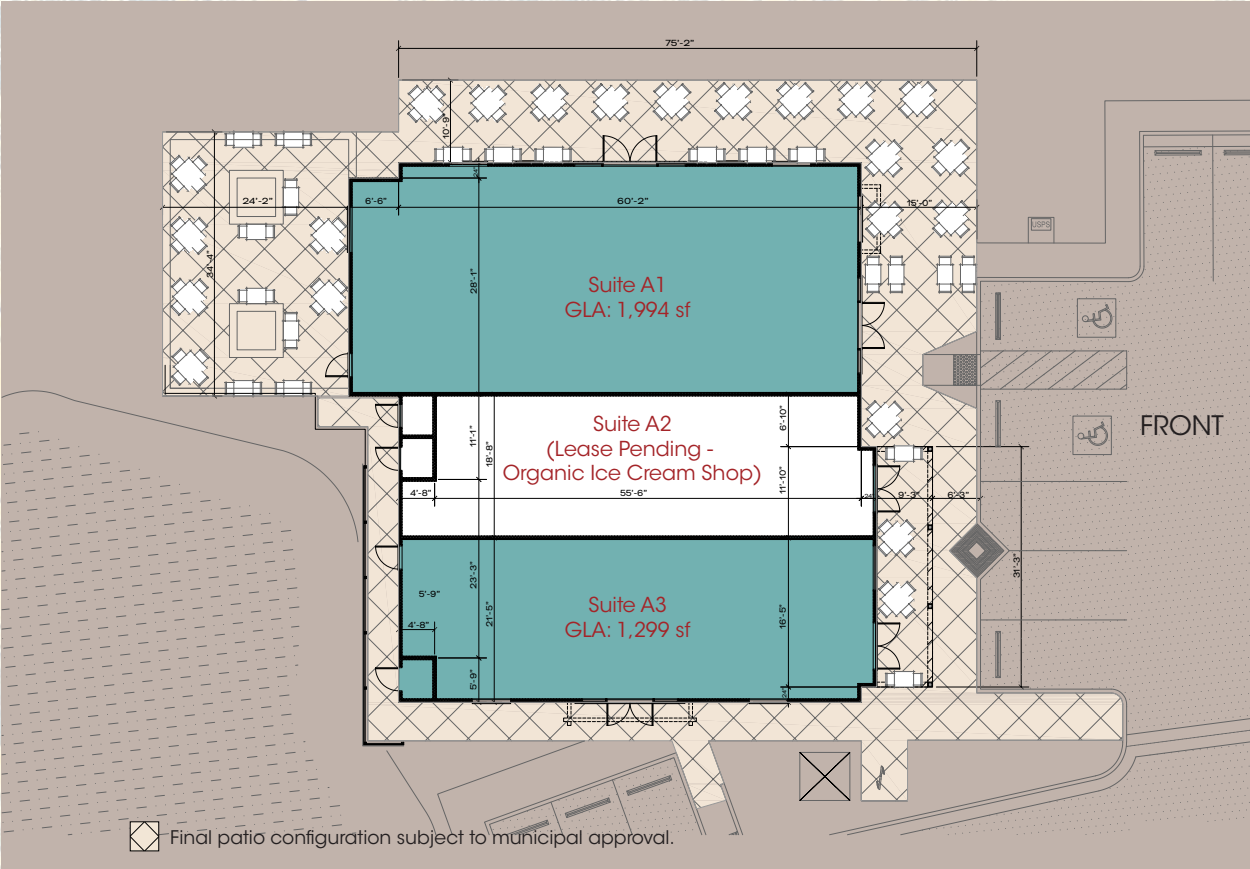 75'-2"
10'-9"
24"
24'-2"
6'-6"
60'-2"
15'-0"
USPS
34'-4"
28'-1"
Suite A1
GLA: 1,994 sf
Suite A2
(Lease Pending -
Organic Ice Cream Shop)
6'-10"
11'-1"
18'-8"
11'-10"
FRONT
4'-8"
55'-6"
24"
9'-3"
6'-3"
31'-3"
23'-3"
5'-9"
21'-5"
Suite A3
GLA: 1,299 sf
16'-5"
4'-8"
5'-9"
24"
Final patio configuration subject to municipal approval.